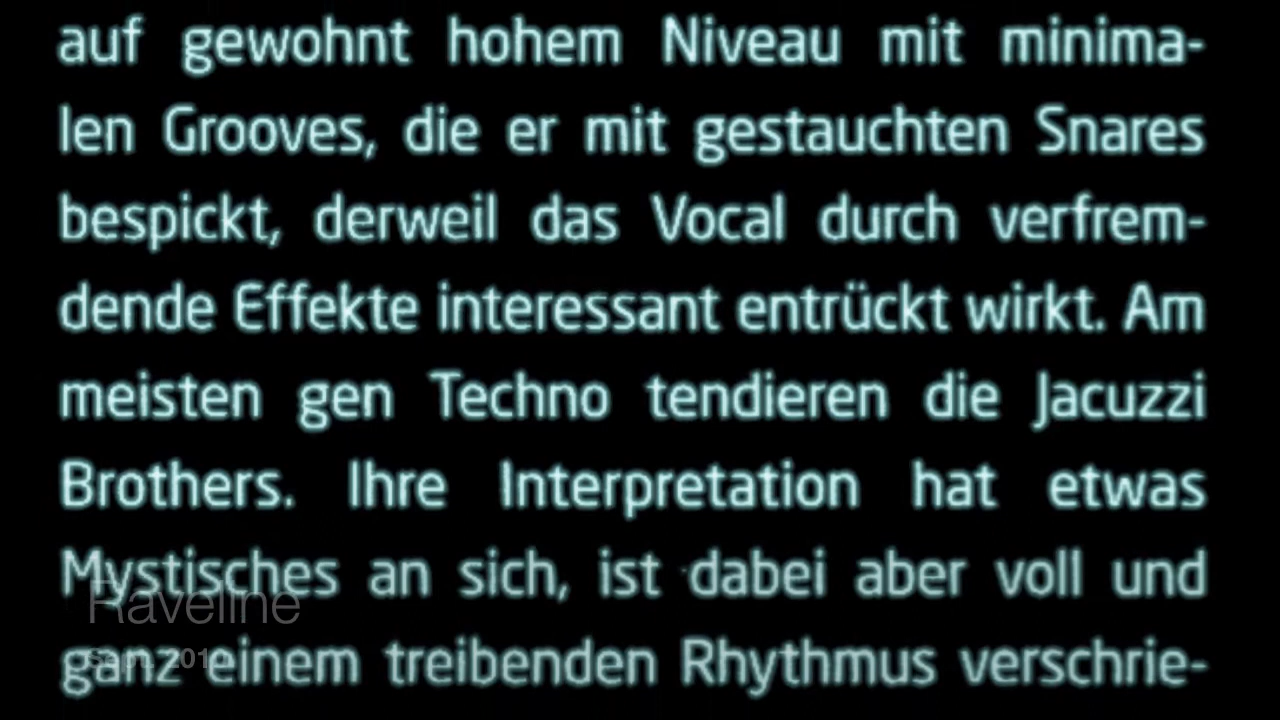 auf gewohnt hohem Niveau mit minima-
len Grooves, die er mit gestauchten Snares
bespickt, derweil das Vocal durch verfrem-
dende Effekte interessant entrückt wirkt. Am
meisten gen Techno tendieren die Jacuzzi
Brothers. Ihre Interpretation hat etwas
Mystisches an sich, ist dabei aber voll und
Raveline
ganz einem treibenden Rhythmus verschrie-
Sept. 2010